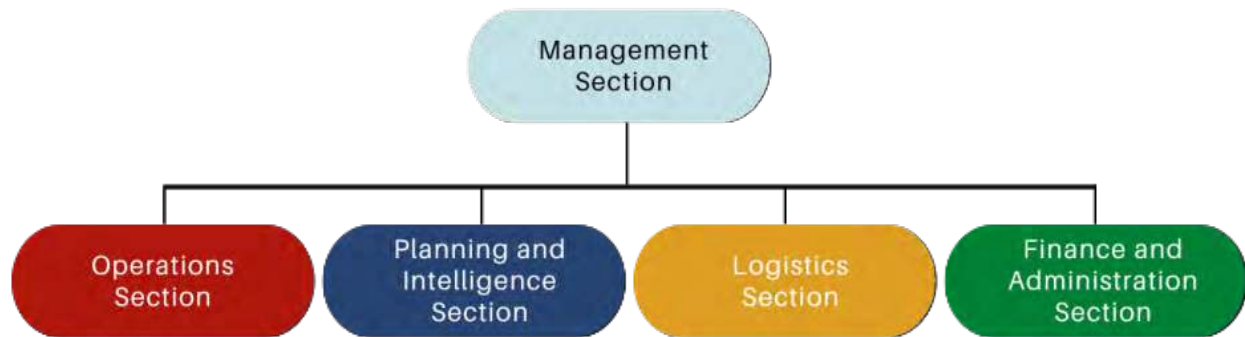 Management
Section
Operations
Section
Planning and
Intelligence
Section
Logistics
Section
Finance and
Administration
Section